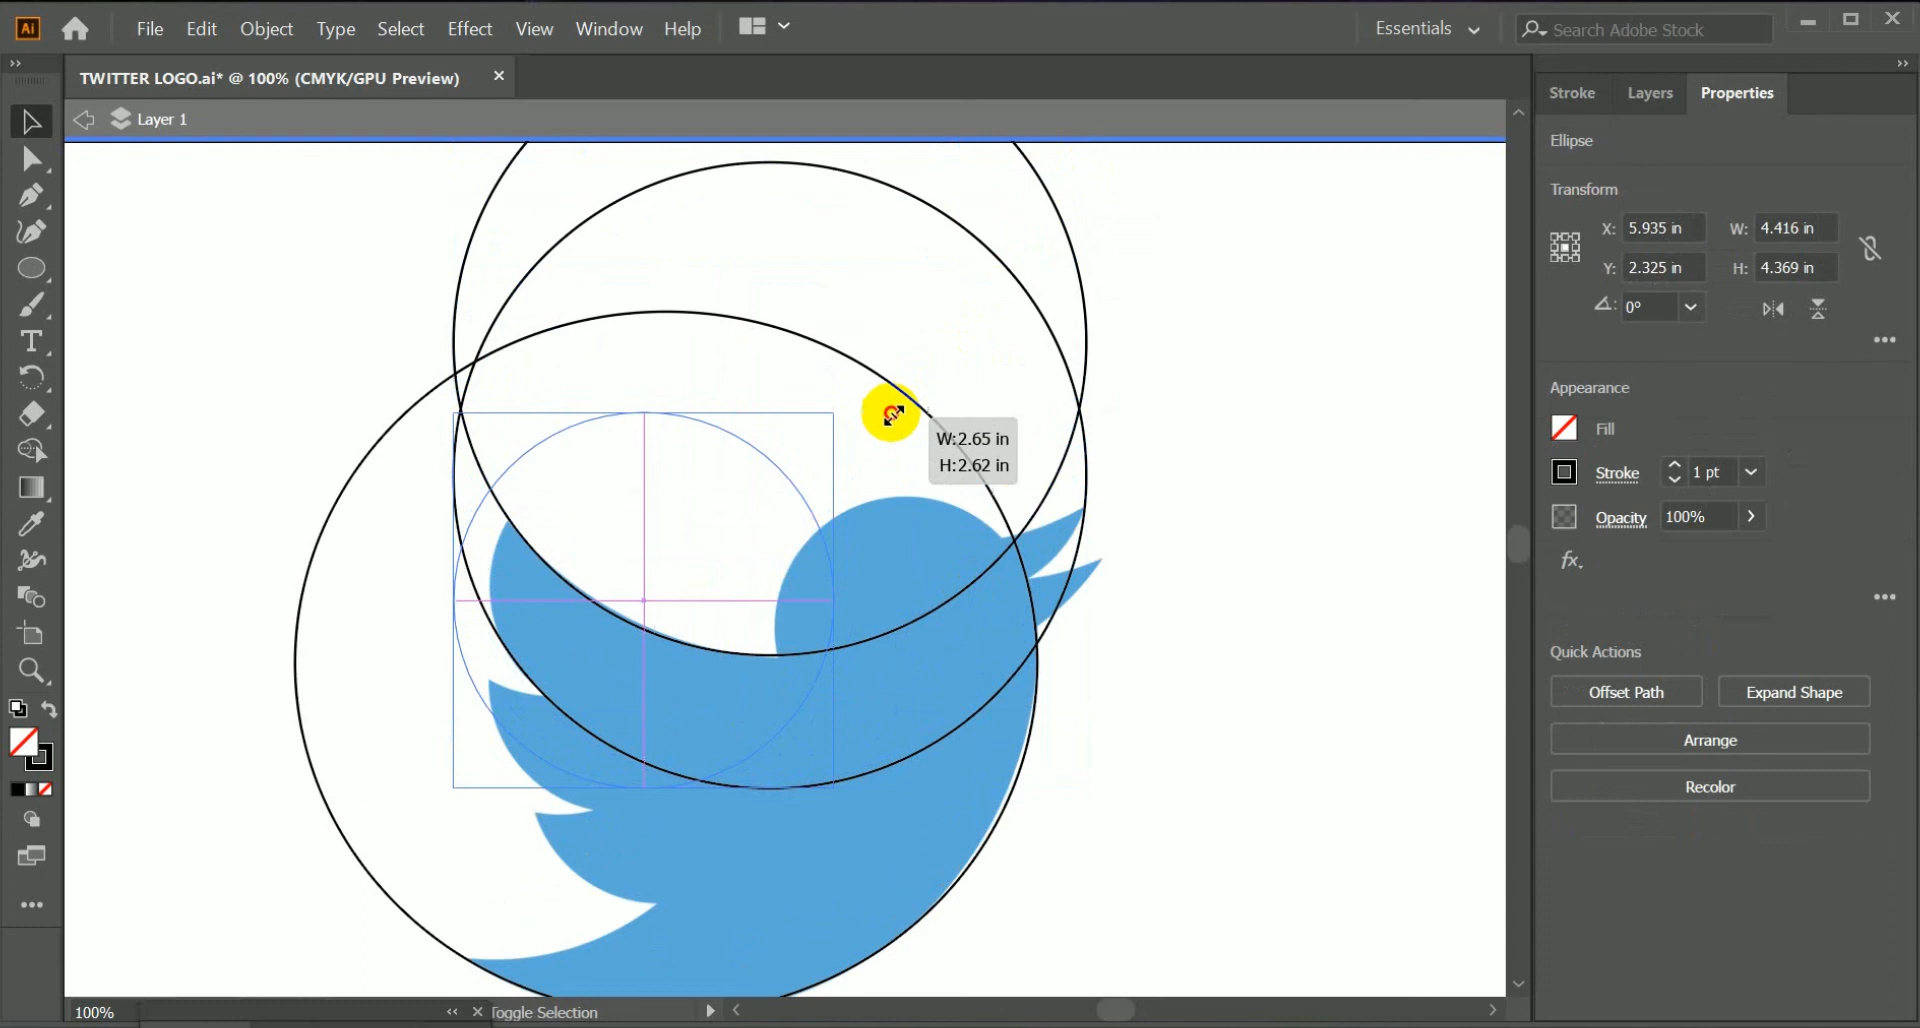 Ai File Edit Object Type Select Effect View Window Help Essentials Search Adobe Stock
TWITTER LOGO.ai* @ 100% (CMYK/GPU Preview)
Layer 1
Stroke Layers Properties
Ellipse
Transform
X: 5.935 in W: 4.416 in
Y: 2.325 in H: 4.369 in
0°
Appearance
Fill
Stroke 1 pt
Opacity 100%
fx.
Quick Actions
Offset Path Expand Shape
Arrange
Recolor
W:2.65 in
H:2.62 in
100% Toggle Selection